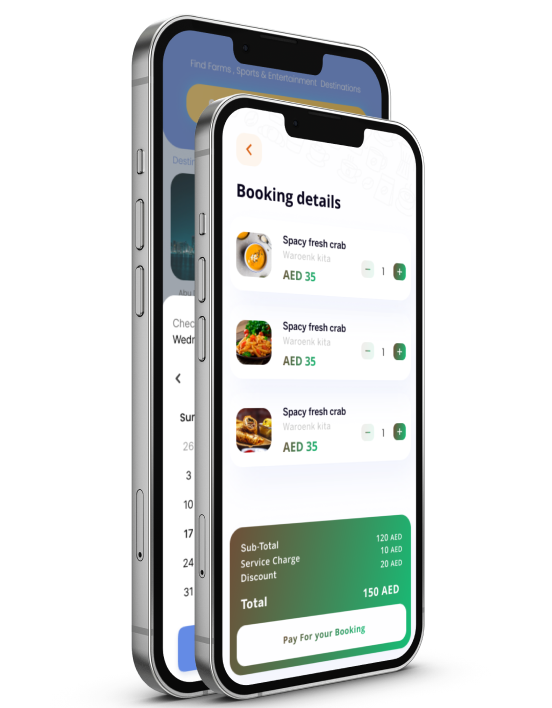 Find Farms , Sports & Entertainment Destinations
Destin
Abu
Chec
Wedn
Sun
26
3
10
17
24
31
Booking details
Spacy fresh crab
Waroenk kita
AED 35
− 1 +
Spacy fresh crab
Waroenk kita
AED 35
− 1 +
Spacy fresh crab
Waroenk kita
AED 35
− 1 +
Sub-Total 120 AED
Service Charge 10 AED
Discount 20 AED
Total 150 AED
Pay For your Booking